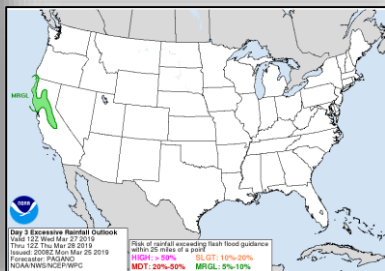 MRGL
NOAA
Day 3 Excessive Rainfall Outlook
Valid 12Z Wed Mar 27 2019
Thru 12Z Thu Mar 28 2019
Issued: 2008Z Mon Mar 25 2019
Forecaster: PAGANO
NOAA/NWS/NCEP/WPC
Risk of rainfall exceeding flash flood guidance
within 25 miles of a point
HIGH: > 50% SLGT: 10%-20%
MDT: 20%-50% MRGL: 5%-10%